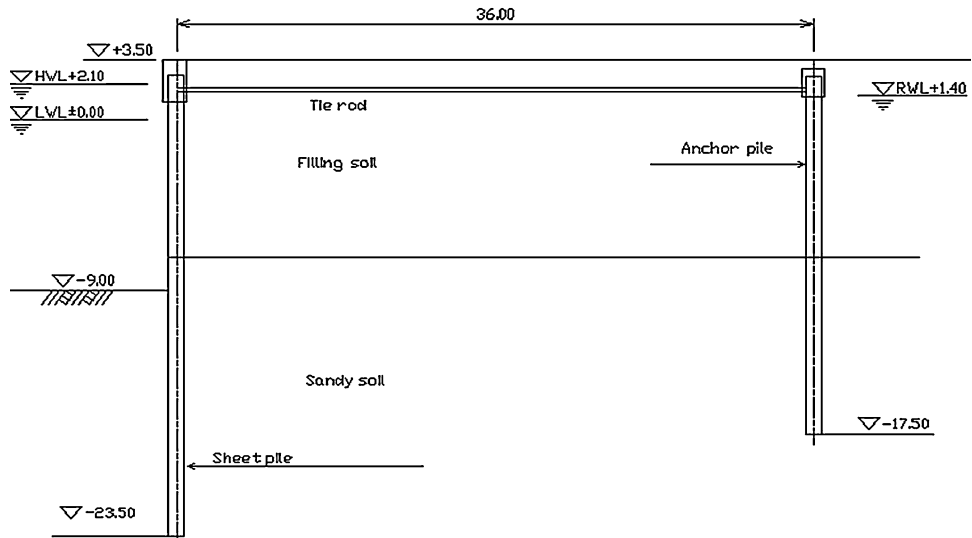 36.00
+3.50
HWL+2.10
RWL+1.40
LWL±0.00
Tie rod
Anchor pile
Filling soil
-9.00
Sandy soil
-17.50
Sheet pile
-23.50